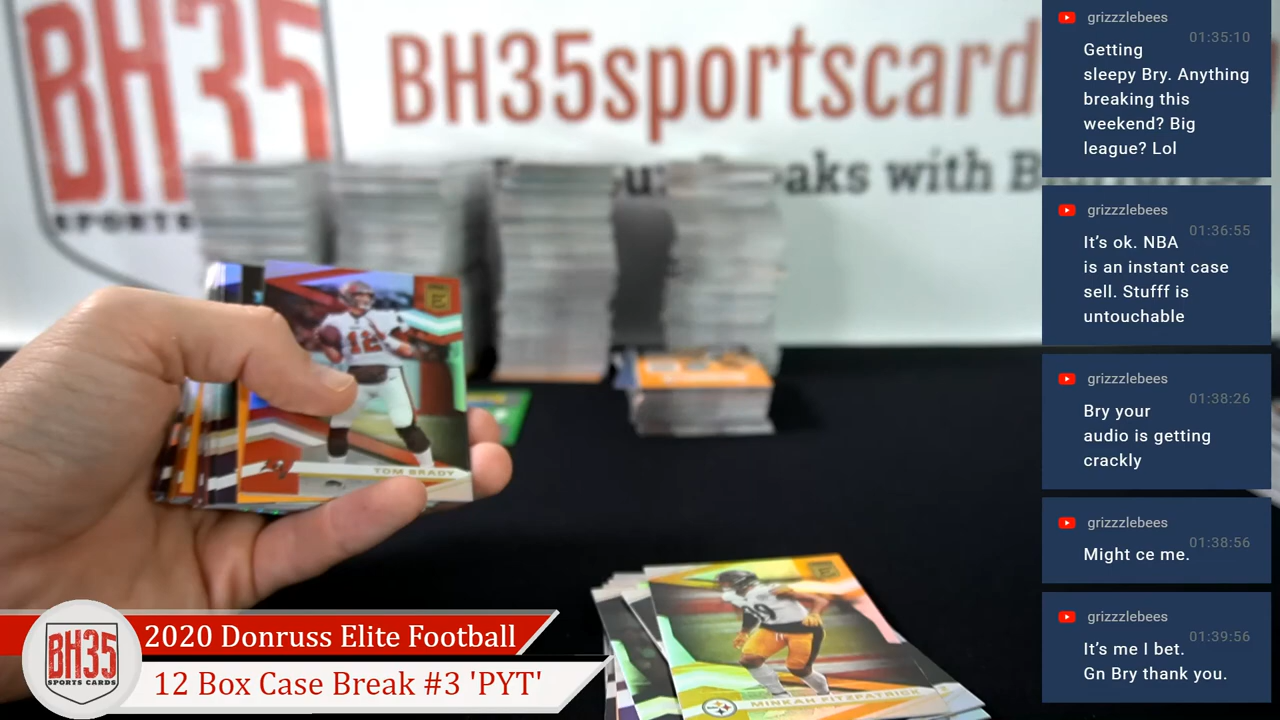 BH35
SPORTS
BH35sportscard
aks with B
12
TOM BRADY
39
MINKAH FITZPATRICK
BH35
SPORTS CARDS
2020 Donruss Elite Football
12 Box Case Break #3 'PYT'
grizzzlebees
01:35:10
Getting
sleepy Bry. Anything
breaking this
weekend? Big
league? Lol
grizzzlebees
01:36:55
It's ok. NBA
is an instant case
sell. Stufff is
untouchable
grizzzlebees
01:38:26
Bry your
audio is getting
crackly
grizzzlebees
01:38:56
Might ce me.
grizzzlebees
01:39:56
It's me I bet.
Gn Bry thank you.